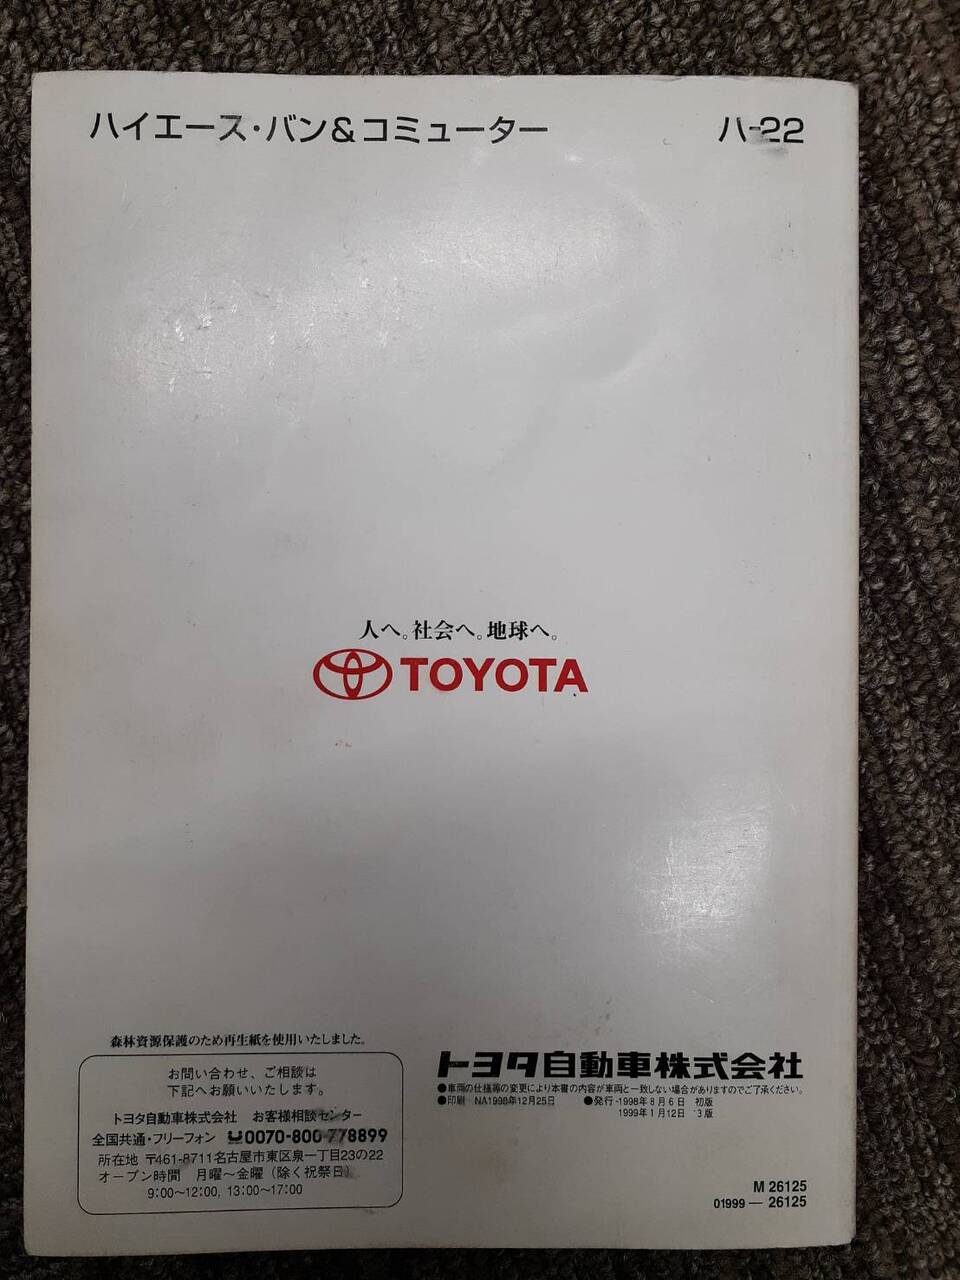 ハイエース・バン&コミューター ハ-22
人へ。社会へ。地球へ。
TOYOTA
森林資源保護のため再生紙を使用いたしました。
お問い合わせ、ご相談は
下記へお願いいたします。
トヨタ自動車株式会社 お客様相談センター
全国共通・フリーフォン 0070-800-778899
所在地 〒461-8711名古屋市東区泉一丁目23の22
オープン時間 月曜〜金曜(除く祝祭日)
9:00〜12:00, 13:00〜17:00
トヨタ自動車株式会社
●車両の仕様等の変更により本書の内容が車両と一致しない場合がありますのでご了承ください。
●印刷 NA1998年12月25日 ●発行・1998年8月6日 初版
1999年1月12日 3版
M 26125
01999—26125